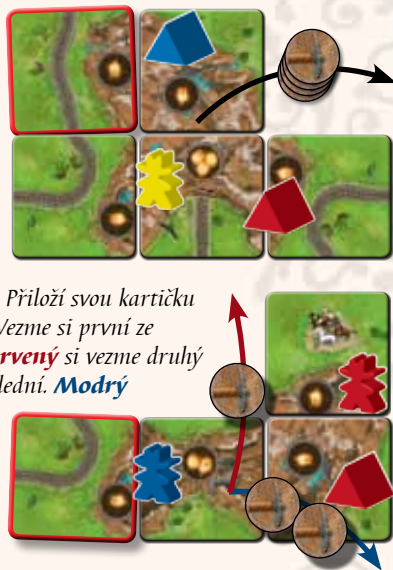 Přiloží svou kartičku
Vezme si první ze
rvený si vezme druhý
lední. Modrý